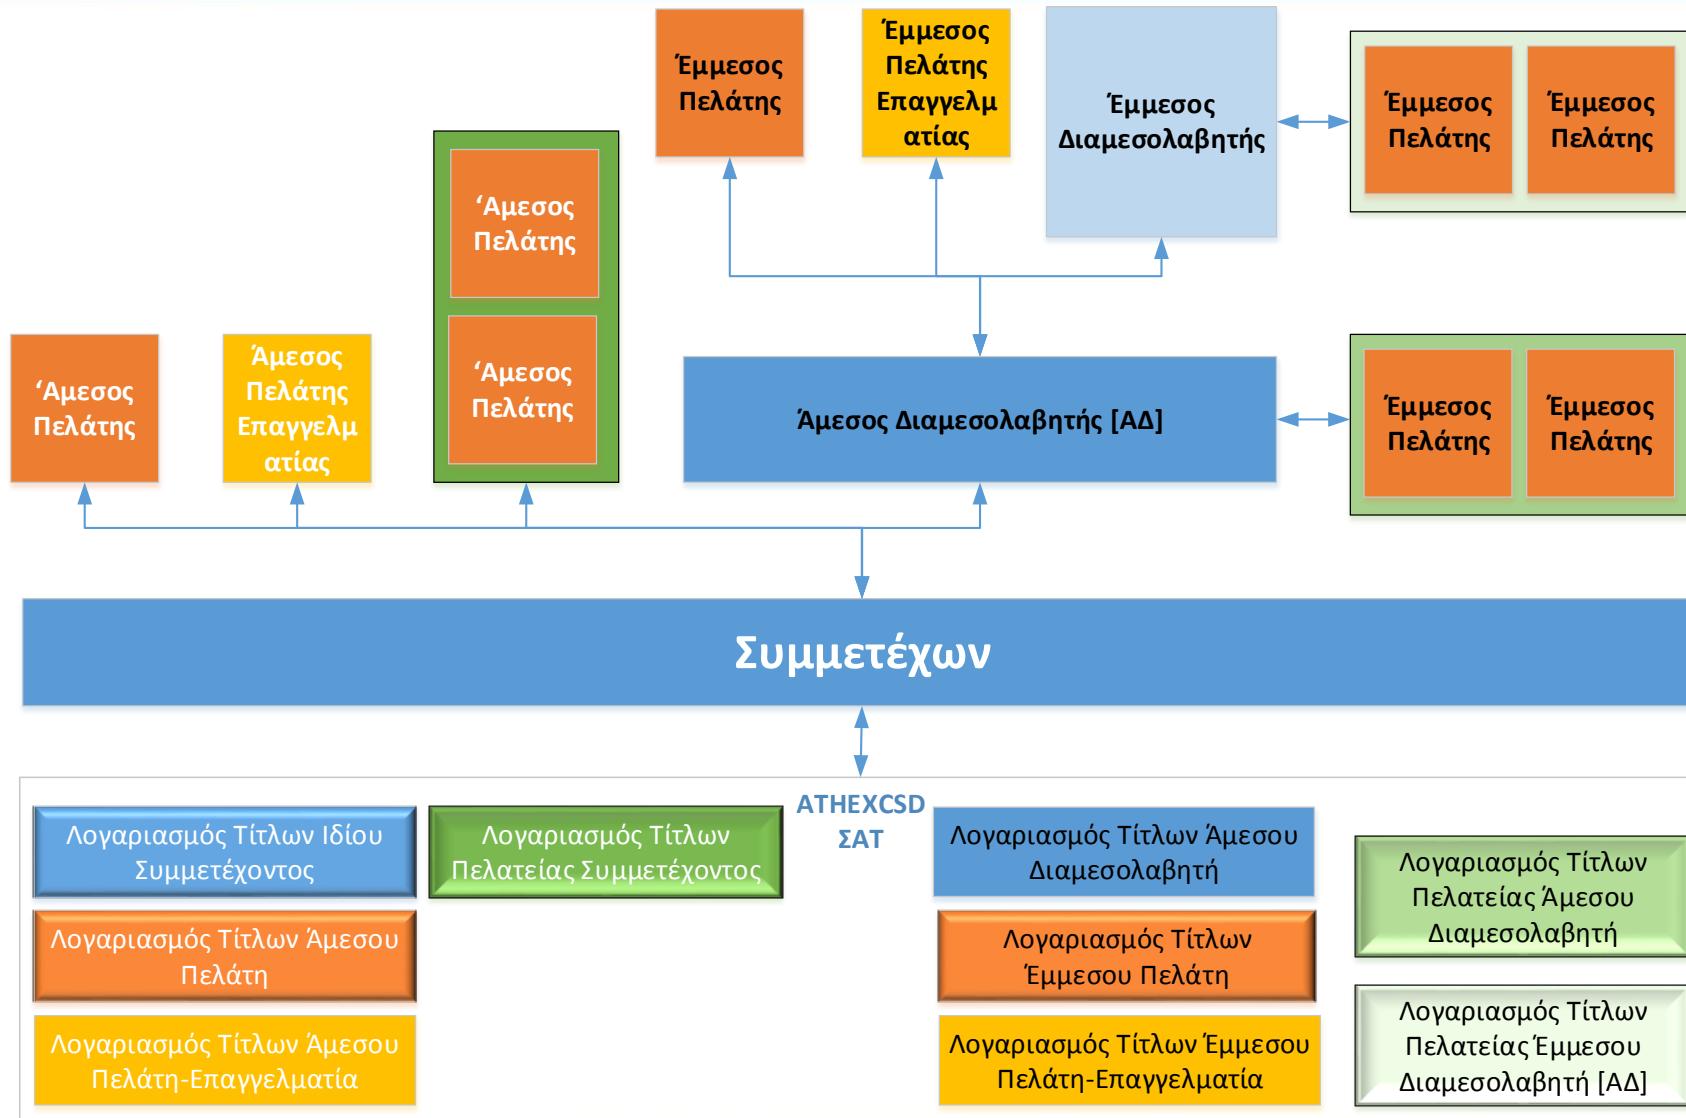 Έμμεσος
Πελάτης
Έμμεσος
Πελάτης
Επαγγελμ
ατίας
Έμμεσος
Διαμεσολαβητής
Έμμεσος
Πελάτης
Έμμεσος
Πελάτης
‘Αμεσος
Πελάτης
‘Αμεσος
Πελάτης
‘Αμεσος
Πελάτης
Άμεσος
Πελάτης
Επαγγελμ
ατίας
Άμεσος Διαμεσολαβητής [ΑΔ]
Έμμεσος
Πελάτης
Έμμεσος
Πελάτης
Συμμετέχων
ATHEXCSD
ΣΑΤ
Λογαριασμός Τίτλων Ιδίου
Συμμετέχοντος
Λογαριασμός Τίτλων
Πελατείας Συμμετέχοντος
Λογαριασμός Τίτλων Άμεσου
Διαμεσολαβητή
Λογαριασμός Τίτλων
Πελατείας Άμεσου
Διαμεσολαβητή
Λογαριασμός Τίτλων Άμεσου
Πελάτη
Λογαριασμός Τίτλων
Έμμεσου Πελάτη
Λογαριασμός Τίτλων Άμεσου
Πελάτη-Επαγγελματία
Λογαριασμός Τίτλων Έμμεσου
Πελάτη-Επαγγελματία
Λογαριασμός Τίτλων
Πελατείας Έμμεσου
Διαμεσολαβητή [ΑΔ]